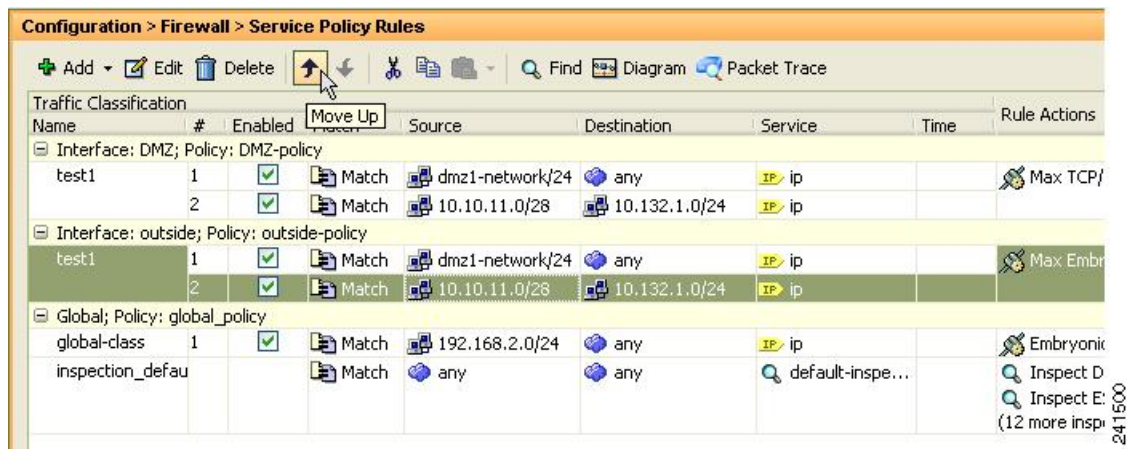 Configuration > Firewall > Service Policy Rules
Add Edit Delete Find Diagram Packet Trace
Move Up
Traffic Classification
Name # Enabled Source Destination Service Time Rule Actions
Interface: DMZ; Policy: DMZ-policy
test1 1 Match dmz1-network/24 any IP ip Max TCP/
2 Match 10.10.11.0/28 10.132.1.0/24 IP ip
Interface: outside; Policy: outside-policy
test1 1 Match dmz1-network/24 any IP ip Max Embr
2 Match 10.10.11.0/28 10.132.1.0/24 IP ip
Global; Policy: global_policy
global-class 1 Match 192.168.2.0/24 any IP ip Embryonic
inspection_defau Match any any default-inspe... Inspect D
Inspect E
(12 more insp
241500